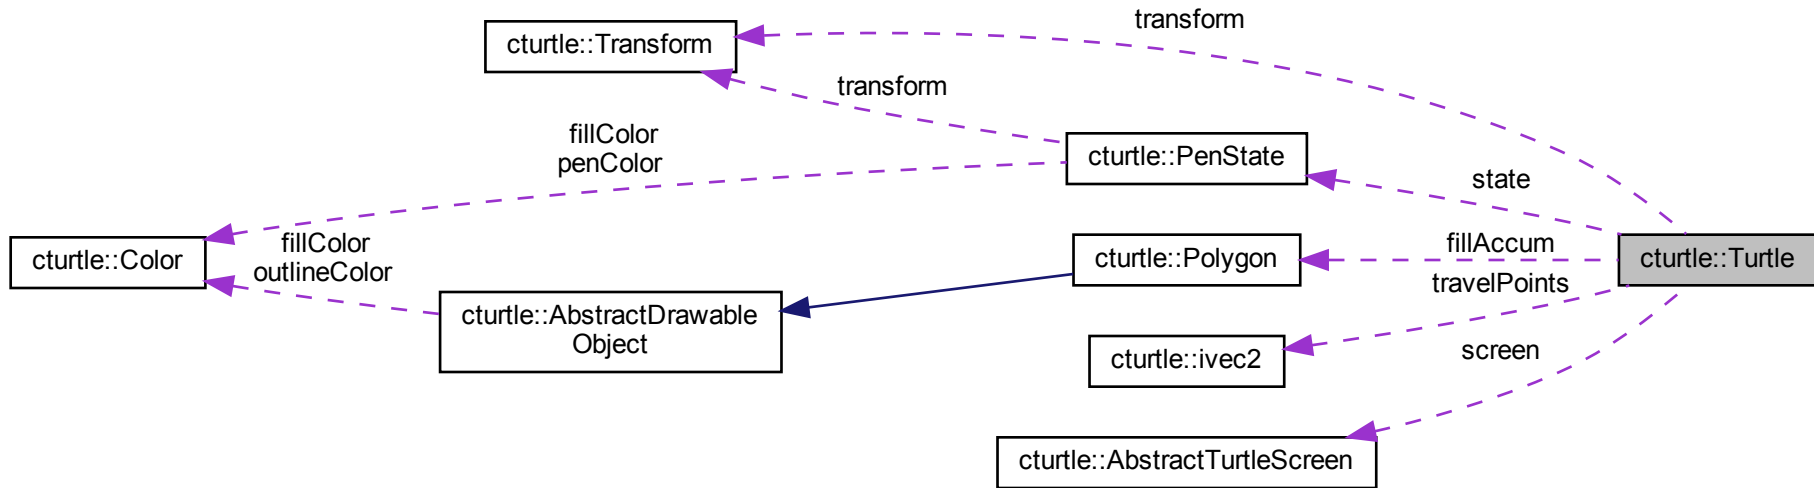 transform
cturtle::Transform
transform
fillColor
penColor
cturtle::PenState
state
fillColor
outlineColor
cturtle::Color
cturtle::Polygon
fillAccum
cturtle::Turtle
travelPoints
cturtle::AbstractDrawable
Object
cturtle::ivec2
screen
cturtle::AbstractTurtleScreen